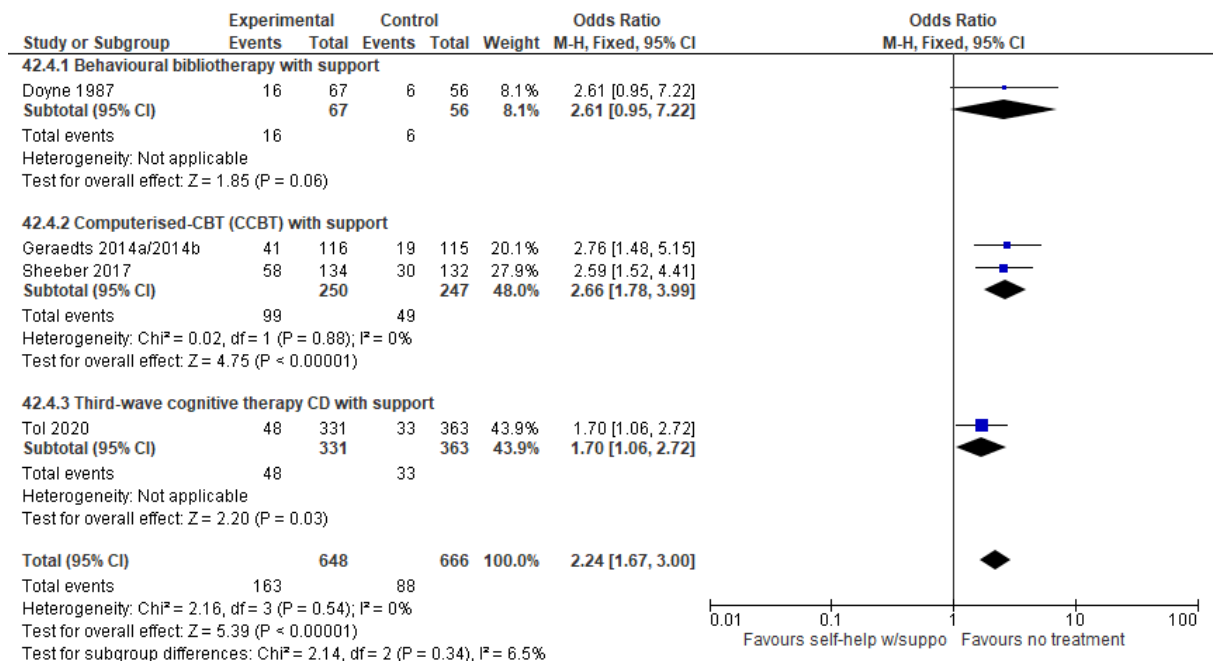 Experimental Control Odds Ratio Odds Ratio
Study or Subgroup Events Total Events Total Weight M-H, Fixed, 95% CI M-H, Fixed, 95% CI
42.4.1 Behavioural bibliotherapy with support
Doyne 1987 16 67 6 56 8.1% 2.61 [0.95, 7.22]
Subtotal (95% CI) 67 56 8.1% 2.61 [0.95, 7.22]
Total events 16 6
Heterogeneity: Not applicable
Test for overall effect: Z = 1.85 (P = 0.06)
42.4.2 Computerised-CBT (CCBT) with support
Geraedts 2014a/2014b 41 116 19 115 20.1% 2.76 [1.48, 5.15]
Sheeber 2017 58 134 30 132 27.9% 2.59 [1.52, 4.41]
Subtotal (95% CI) 250 247 48.0% 2.66 [1.78, 3.99]
Total events 99 49
Heterogeneity: Chi² = 0.02, df = 1 (P = 0.88); I² = 0%
Test for overall effect: Z = 4.75 (P < 0.00001)
42.4.3 Third-wave cognitive therapy CD with support
Tol 2020 48 331 33 363 43.9% 1.70 [1.06, 2.72]
Subtotal (95% CI) 331 363 43.9% 1.70 [1.06, 2.72]
Total events 48 33
Heterogeneity: Not applicable
Test for overall effect: Z = 2.20 (P = 0.03)
Total (95% CI) 648 666 100.0% 2.24 [1.67, 3.00]
Total events 163 88
Heterogeneity: Chi² = 2.16, df = 3 (P = 0.54); I² = 0%
Test for overall effect: Z = 5.39 (P < 0.00001)
Test for subgroup differences: Chi² = 2.14, df = 2 (P = 0.34), I² = 6.5%
0.01 0.1 1 10 100
Favours self-help w/suppo Favours no treatment